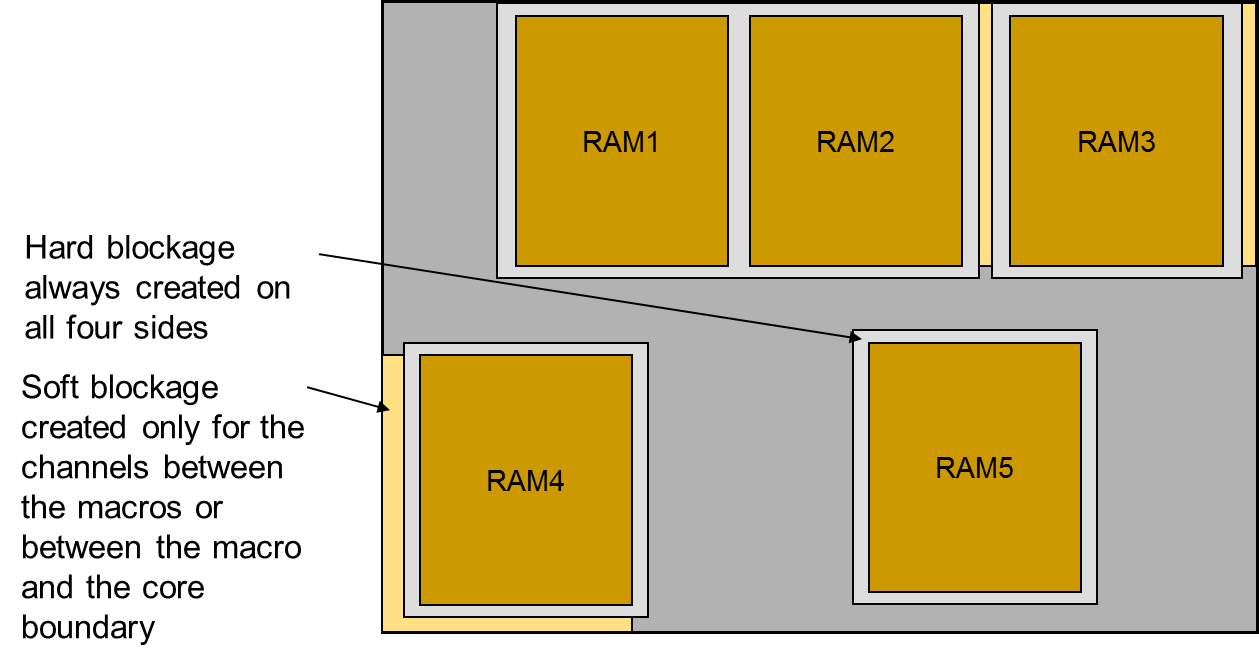 RAM1
RAM2
RAM3
Hard blockage
always created on
all four sides
Soft blockage
created only for the
channels between
the macros or
between the macro
and the core
boundary
RAM4
RAM5